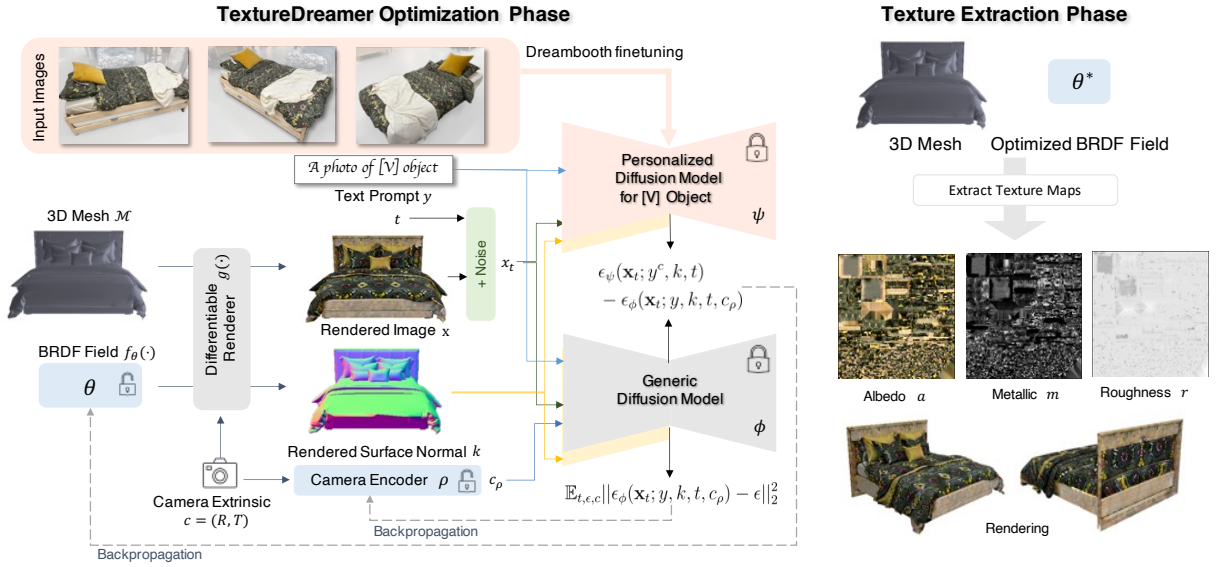 TextureDreamer Optimization Phase
Input Images
Dreambooth finetuning
A photo of [V] object
Text Prompt y
Personalized
Diffusion Model
for [V] Object
ψ
3D Mesh ℳ
Differentiable
Renderer g(·)
t
+ Noise
x_t
Rendered Image x
ϵ_ψ(x_t; y^c, k, t)
− ϵ_ϕ(x_t; y, k, t, c_ρ)
BRDF Field f_θ(·)
θ
Generic
Diffusion Model
ϕ
Rendered Surface Normal k
Camera Encoder ρ
c_ρ
Camera Extrinsic
c = (R, T)
𝔼_{t,ϵ,c}||ϵ_ϕ(x_t; y, k, t, c_ρ) − ϵ||_2^2
Backpropagation
Backpropagation
Texture Extraction Phase
θ*
3D Mesh
Optimized BRDF Field
Extract Texture Maps
Albedo a
Metallic m
Roughness r
Rendering